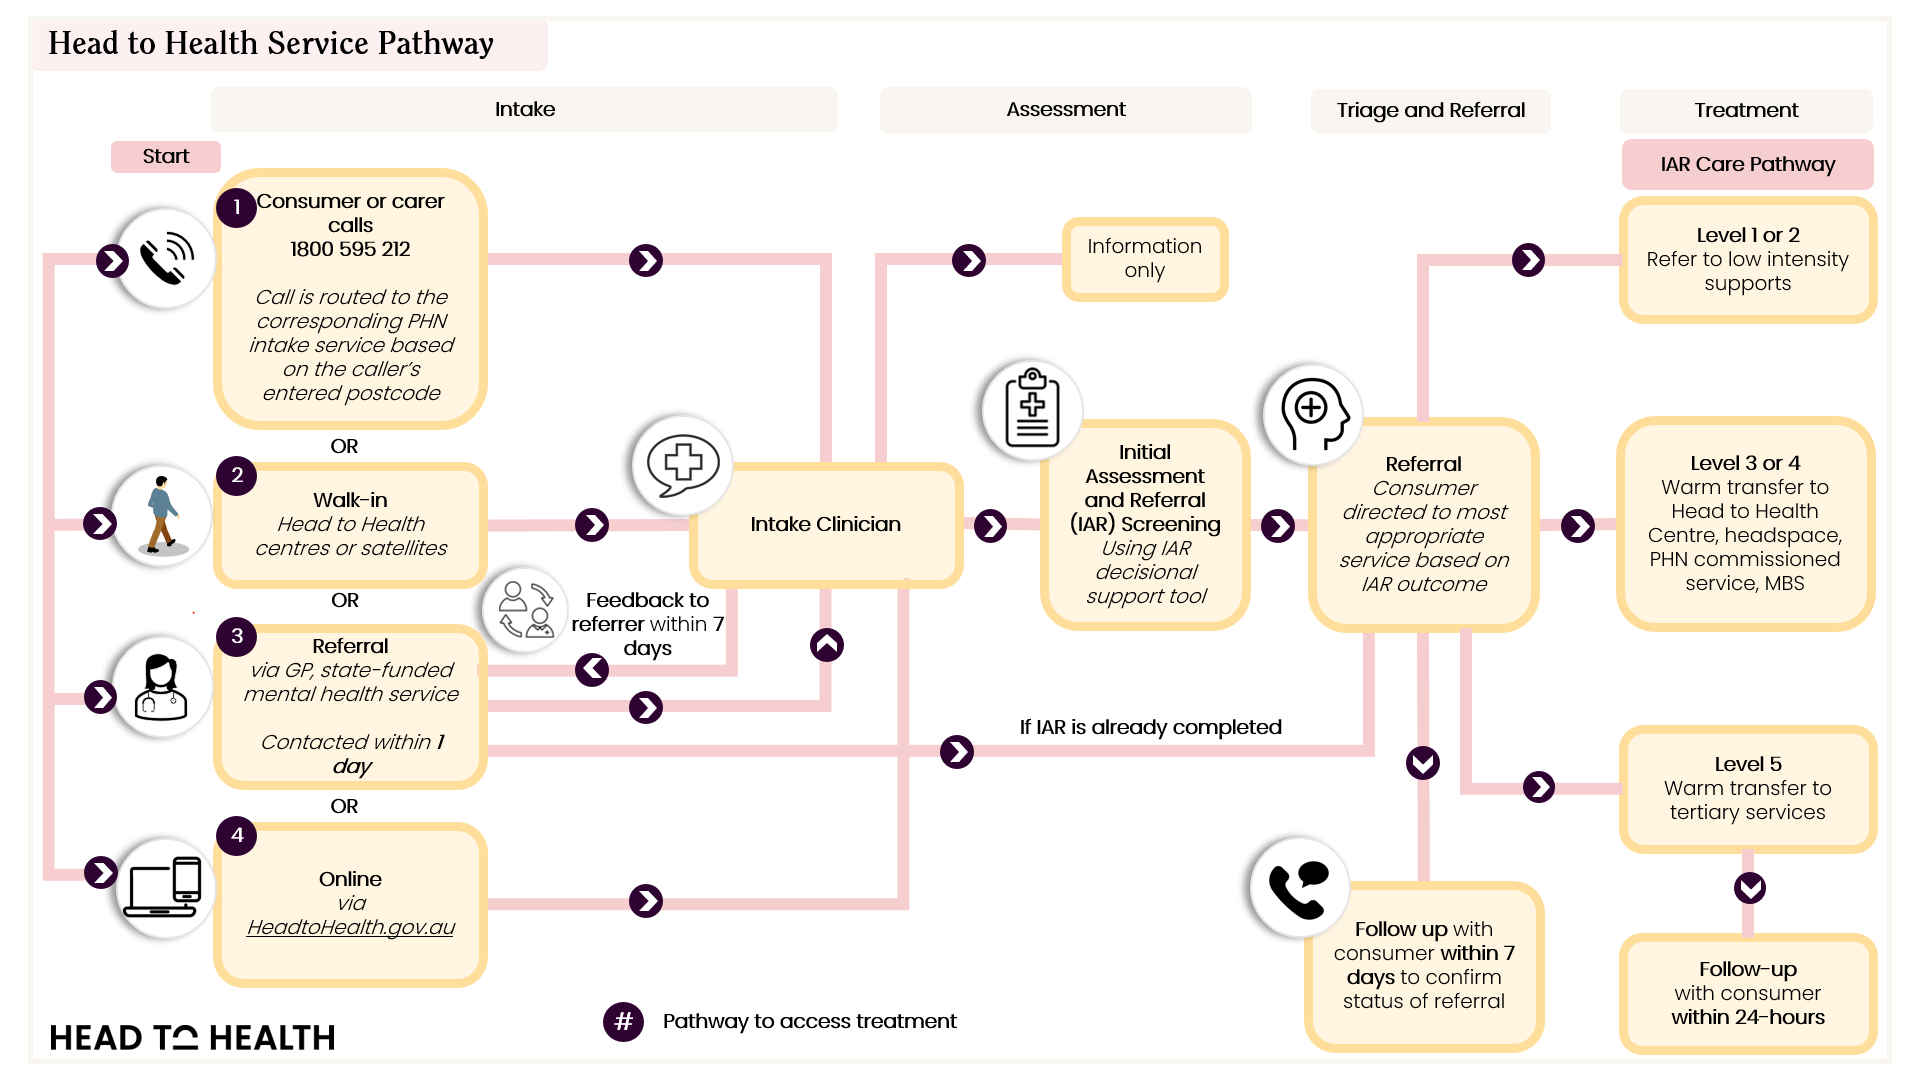 Head to Health Service Pathway
Intake
Assessment
Triage and Referral
Treatment
Start
IAR Care Pathway
1
Consumer or carer
calls
1800 595 212
Call is routed to the
corresponding PHN
intake service based
on the caller's
entered postcode
OR
2
Walk-in
Head to Health
centres or satellites
OR
3
Referral
via GP, state-funded
mental health service
Contacted within 1
day
OR
4
Online
via
HeadtoHealth.gov.au
Feedback to
referrer within 7
days
Intake Clinician
Information
only
Initial
Assessment
and Referral
(IAR) Screening
Using IAR
decisional
support tool
If IAR is already completed
Referral
Consumer
directed to most
appropriate
service based on
IAR outcome
Follow up with
consumer within 7
days to confirm
status of referral
Level 1 or 2
Refer to low intensity
supports
Level 3 or 4
Warm transfer to
Head to Health
Centre, headspace,
PHN commissioned
service, MBS
Level 5
Warm transfer to
tertiary services
Follow-up
with consumer
within 24-hours
HEAD TO HEALTH
#
Pathway to access treatment